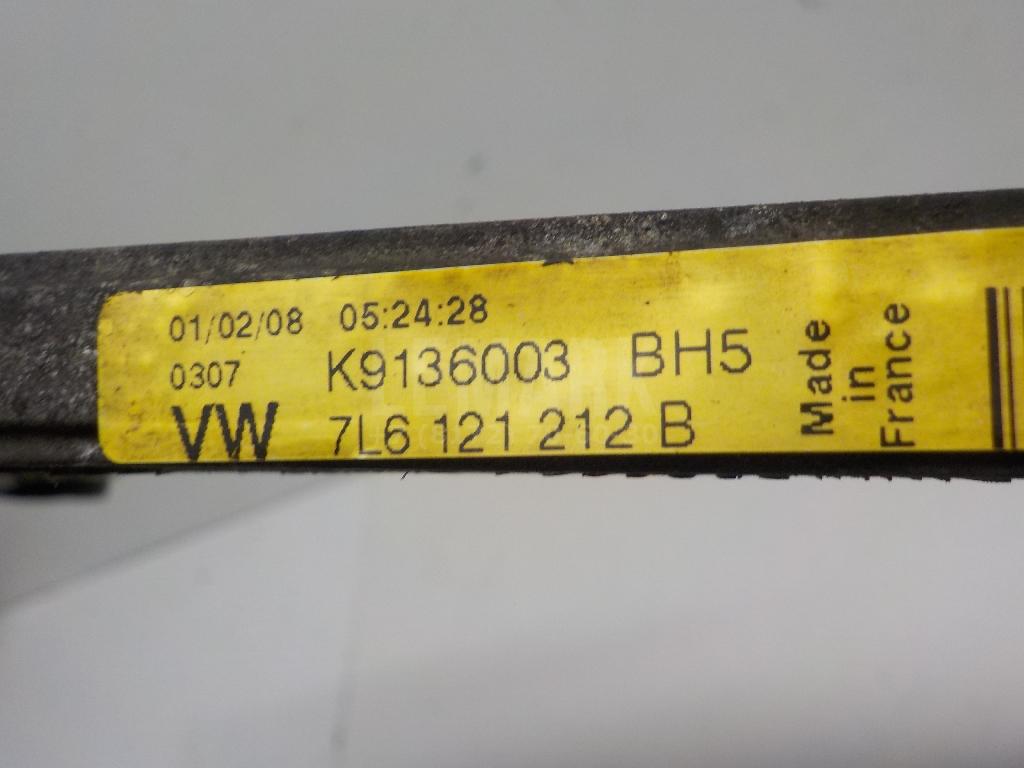 01/02/08 05:24:28
0307 K9136003 BH5
VW 7L6 121 212 B
Made
in
France